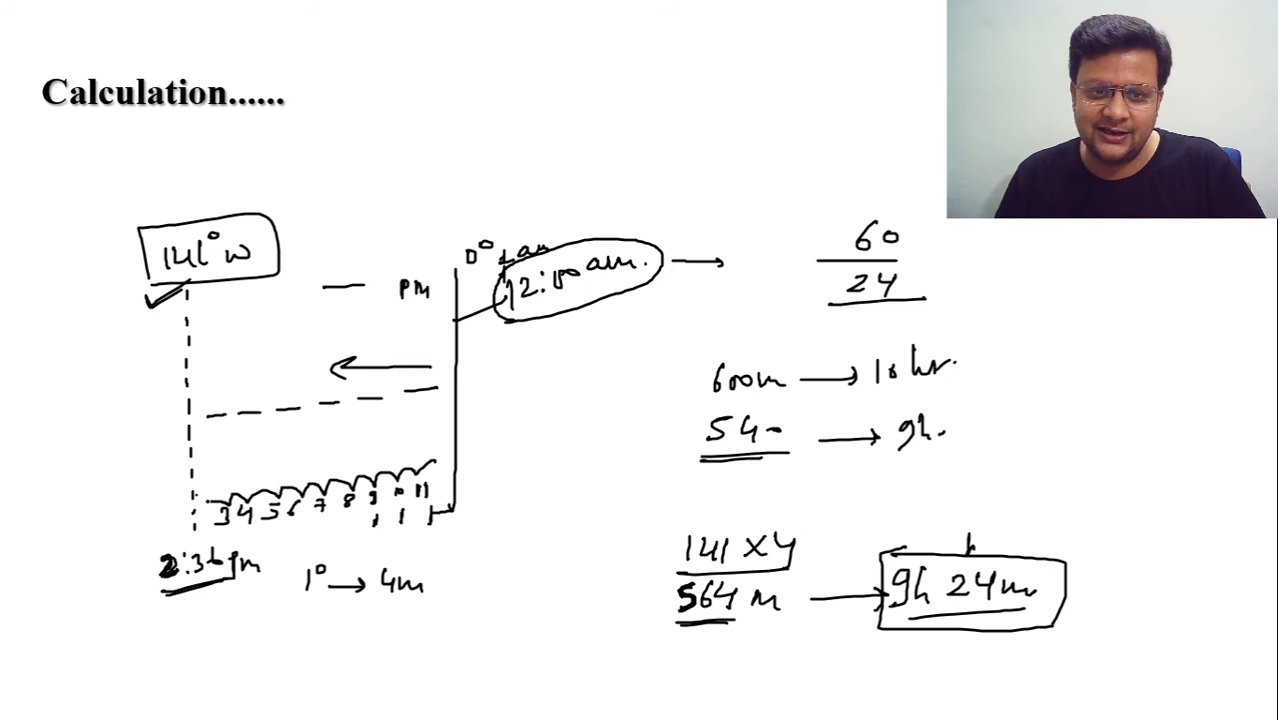 Calculation......
141° W
PM
0°
12:00 am.
60
24
600m → 10 hr.
540 → 9h.
3 4 5 6 7 8 9 10 11
2:36 pm
1° → 4m
141 X 4
564 m → 9h 24m